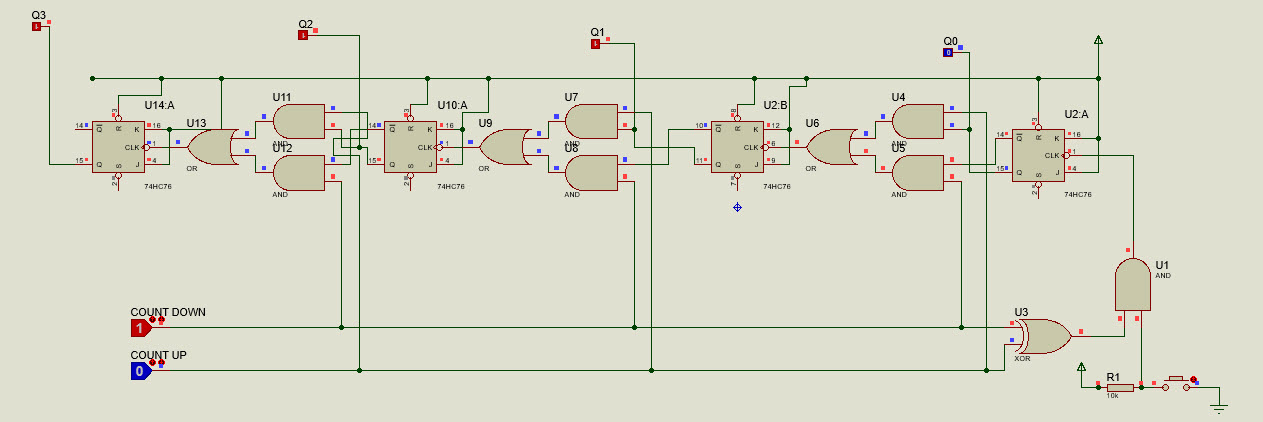 Q3
1
Q2
1
Q1
1
Q0
0
U14:A
14
15
Q
Q
3
R
S
2
K
CLK
J
16
1
4
74HC76
U13
OR
U11
AND
U12
AND
U10:A
14
15
Q
Q
3
R
S
2
K
CLK
J
16
1
4
74HC76
U9
OR
U7
AND
U8
AND
U2:B
10
11
Q
Q
8
R
S
7
K
CLK
J
12
6
9
74HC76
U6
OR
U4
AND
U5
AND
U2:A
14
15
Q
Q
3
R
S
2
K
CLK
J
16
1
4
74HC76
U1
AND
COUNT DOWN
1
COUNT UP
0
U3
XOR
R1
10k